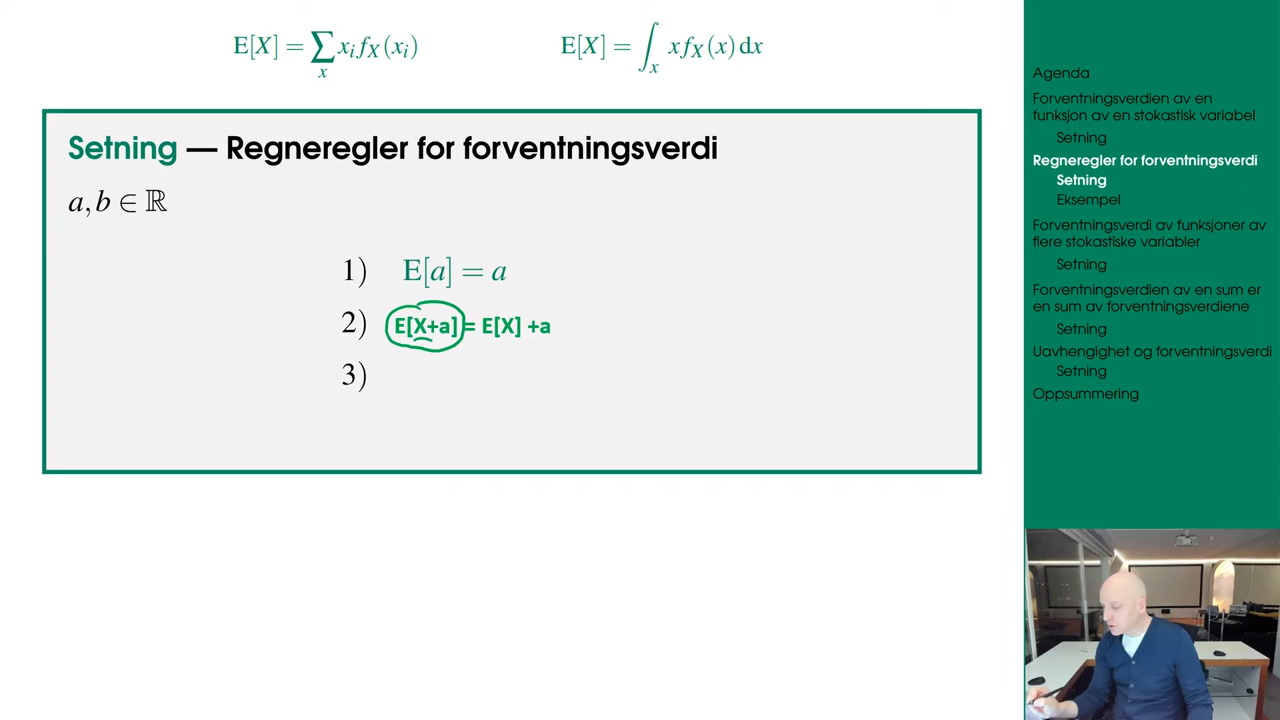 E[X] = ∑ₓ xᵢ f_X(xᵢ)    E[X] = ∫ₓ x f_X(x) dx
Setning — Regneregler for forventningsverdi
a, b ∈ ℝ
1) E[a] = a
2) E[X+a] = E[X] +a
3)
Agenda
Forventningsverdien av en
funksjon av en stokastisk variabel
Setning
Regneregler for forventningsverdi
Setning
Eksempel
Forventningsverdi av funksjoner av
flere stokastiske variabler
Setning
Forventningsverdien av en sum er
en sum av forventningsverdiene
Setning
Uavhengighet og forventningsverdi
Setning
Oppsummering